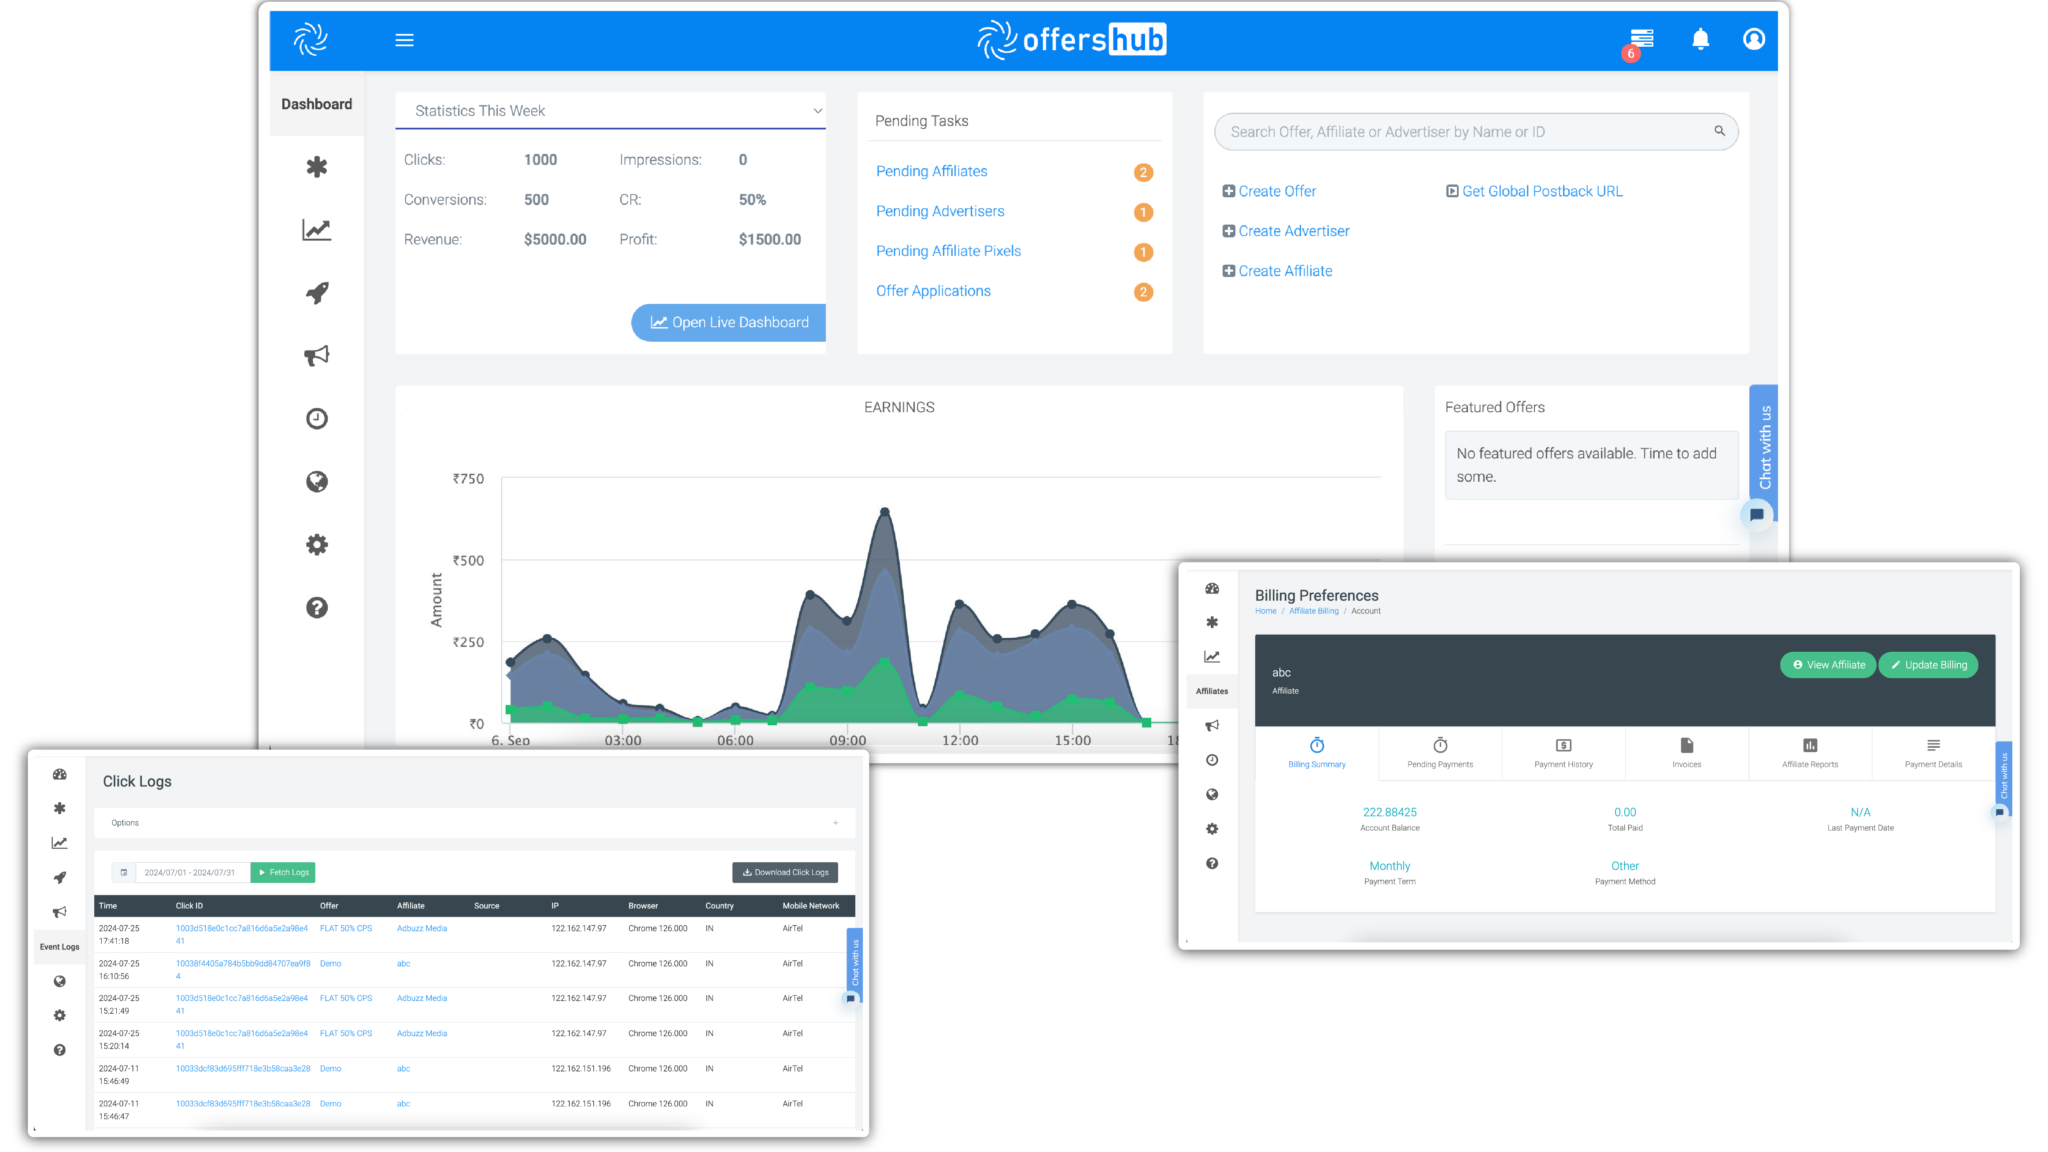 offershub
6
Dashboard
Statistics This Week
Clicks: 1000 Impressions: 0
Conversions: 500 CR: 50%
Revenue: $5000.00 Profit: $1500.00
Open Live Dashboard
Pending Tasks
Pending Affiliates 2
Pending Advertisers 1
Pending Affiliate Pixels 1
Offer Applications 2
Search Offer, Affiliate or Advertiser by Name or ID
Create Offer Get Global Postback URL
Create Advertiser
Create Affiliate
EARNINGS
Amount
₹750
₹500
₹250
₹0
6. Sep 03:00 06:00 09:00 12:00 15:00
Featured Offers
No featured offers available. Time to add
some.
Chat with us
Click Logs
Options +
2024/07/01 - 2024/07/31 Fetch Logs Download Click Logs
Event Logs
Time Click ID Offer Affiliate Source IP Browser Country Mobile Network
2024-07-25 1003d518e0c1cc7a816d6a5e2a98e4 FLAT 50% CPS Adbuzz Media 122.162.147.97 Chrome 126.000 IN AirTel
17:41:18 41
2024-07-25 10038f4405a784b5bb9dd84707ea9f8 Demo abc 122.162.147.97 Chrome 126.000 IN AirTel
16:10:56 4
2024-07-25 1003d518e0c1cc7a816d6a5e2a98e4 FLAT 50% CPS Adbuzz Media 122.162.147.97 Chrome 126.000 IN AirTel
15:21:49 41
2024-07-25 1003d518e0c1cc7a816d6a5e2a98e4 FLAT 50% CPS Adbuzz Media 122.162.147.97 Chrome 126.000 IN AirTel
15:20:14 41
2024-07-11 10033dcf83d695fff718e3b58caa3e28 Demo abc 122.162.151.196 Chrome 126.000 IN AirTel
15:46:49
2024-07-11 10033dcf83d695fff718e3b58caa3e28 Demo abc 122.162.151.196 Chrome 126.000 IN AirTel
15:46:47
Chat with us
Billing Preferences
Home / Affiliate Billing / Account
Affiliates
abc
Affiliate
View Affiliate Update Billing
Billing Summary Pending Payments Payment History Invoices Affiliate Reports Payment Details
222.88425 0.00 N/A
Account Balance Total Paid Last Payment Date
Monthly Other
Payment Term Payment Method
Chat with us